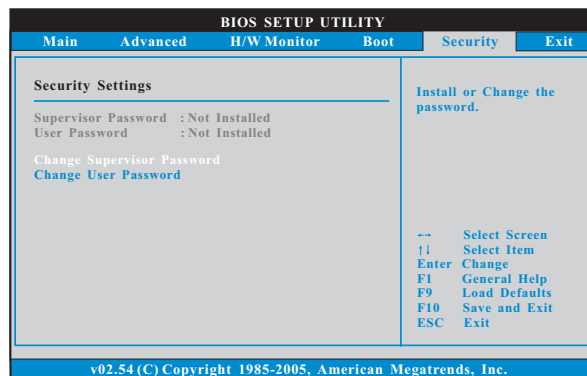 BIOS SETUP UTILITY
Main Advanced H/W Monitor Boot Security Exit
Security Settings
Supervisor Password : Not Installed
User Password : Not Installed
Change Supervisor Password
Change User Password
Install or Change the
password.
←→ Select Screen
↑↓ Select Item
Enter Change
F1 General Help
F9 Load Defaults
F10 Save and Exit
ESC Exit
v02.54 (C) Copyright 1985-2005, American Megatrends, Inc.